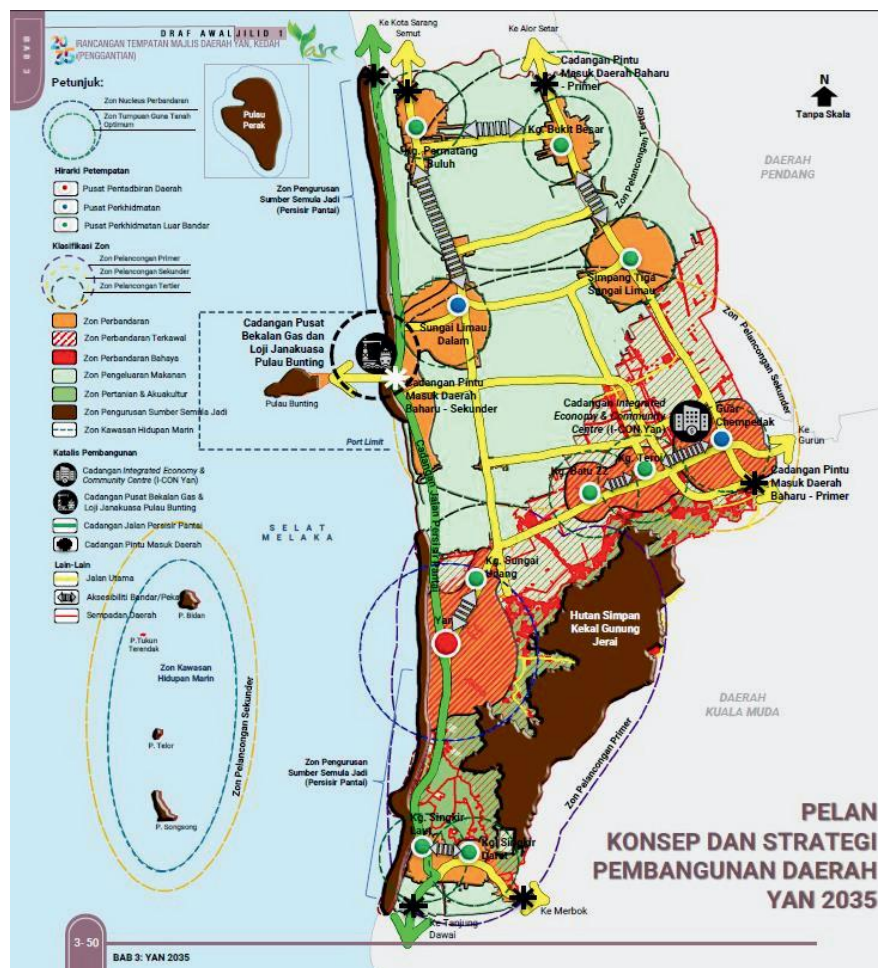 BAB 3
DRAF AWAL JILID 1
RANCANGAN TEMPATAN MAJLIS DAERAH YAN, KEDAH
(PENGGANTIAN)
Yan
Petunjuk:
Zon Nucleus Perbandaran
Zon Tumpuan Guna Tanah
Optimum
Hirarki Petempatan
Pusat Pentadbiran Daerah
Pusat Perkhidmatan
Pusat Perkhidmatan Luar Bandar
Klasifikasi Zon
Zon Pelancongan Primer
Zon Pelancongan Sekunder
Zon Pelancongan Tertier
Zon Perbandaran
Zon Perbandaran Terkawal
Zon Perbandaran Bahaya
Zon Pengeluaran Makanan
Zon Pertanian & Akuakultur
Zon Pengurusan Sumber Semula Jadi
Zon Kawasan Hidupan Marin
Katalis Pembangunan
Cadangan Integrated Economy &
Community Centre (I-CON Yan)
Cadangan Pusat Bekalan Gas &
Loji Janakuasa Pulau Bunting
Cadangan Jalan Persisir Pantai
Cadangan Pintu Masuk Daerah
Lain-Lain
Jalan Utama
Aksesibiliti Bandar/Pekan
Sempadan Daerah
Pulau
Perak
Ke Kota Sarang
Semut
Ke Alor Setar
Cadangan Pintu
Masuk Daerah Baharu
- Primer
N
Tanpa Skala
DAERAH
PENDANG
Kg. Permatang
Buluh
Kg. Bukit Besar
Zon Pelancongan Tertier
Zon Pengurusan
Sumber Semula Jadi
(Persisir Pantai)
Simpang Tiga
Sungai Limau
Sungai Limau
Dalam
Cadangan Pusat
Bekalan Gas dan
Loji Janakuasa
Pulau Bunting
Pulau Bunting
Port Limit
Cadangan Pintu
Masuk Daerah
Baharu - Sekunder
Zon Pelancongan Sekunder
Cadangan Integrated
Economy & Community
Centre (I-CON Yan)
Guar
Chempedak
Ke
Gurun
Kg. Teroi
Kg. Batu 22
Cadangan Pintu
Masuk Daerah
Baharu - Primer
Cadangan Jalan Persisir Pantai
SELAT
MELAKA
Kg. Sungai
Udang
Yan
Hutan Simpan
Kekal Gunung
Jerai
P. Bidan
P.Tukun
Terendak
Zon Kawasan
Hidupan Marin
P. Telor
P. Songsong
Zon Pelancongan Sekunder
DAERAH
KUALA MUDA
Zon Pengurusan
Sumber Semula Jadi
(Persisir Pantai)
Zon Pelancongan Primer
Kg. Singkir
Laut
Kg. Singkir
Darat
Ke Merbok
Ke Tanjung
Dawai
PELAN
KONSEP DAN STRATEGI
PEMBANGUNAN DAERAH
YAN 2035
3- 50
BAB 3: YAN 2035